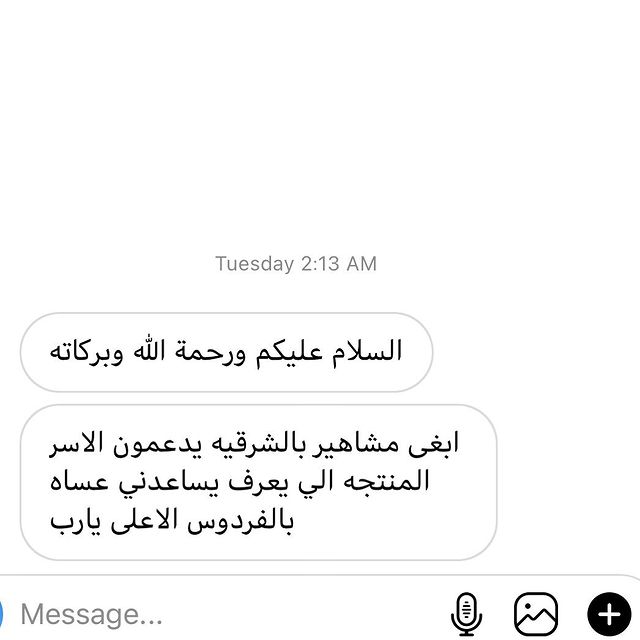 Tuesday 2:13 AM
السلام عليكم ورحمة الله وبركاته
ابغى مشاهير بالشرقيه يدعمون الاسر
المنتجه الي يعرف يساعدني عساه
بالفردوس الاعلى يارب
Message...